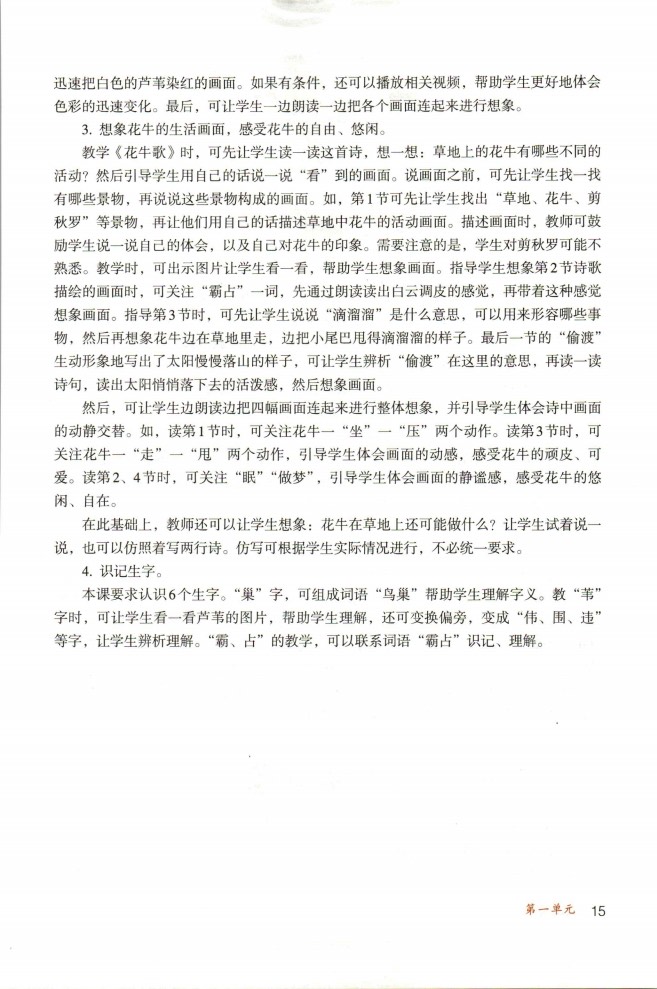 迅速把白色的芦苇染红的画面。如果有条件，还可以播放相关视频，帮助学生更好地体会
色彩的迅速变化。最后，可让学生一边朗读一边把各个画面连起来进行想象。
3. 想象花牛的生活画面，感受花牛的自由、悠闲。
教学《花牛歌》时，可先让学生读一读这首诗，想一想：草地上的花牛有哪些不同的
活动？然后引导学生用自己的话说一说“看”到的画面。说画面之前，可先让学生找一找
有哪些景物，再说说这些景物构成的画面。如，第1节可先让学生找出“草地、花牛、剪
秋罗”等景物，再让他们用自己的话描述草地中花牛的活动画面。描述画面时，教师可鼓
励学生说一说自己的体会，以及自己对花牛的印象。需要注意的是，学生对剪秋罗可能不
熟悉。教学时，可出示图片让学生看一看，帮助学生想象画面。指导学生想象第2节诗歌
描绘的画面时，可关注“霸占”一词，先通过朗读读出白云调皮的感觉，再带着这种感觉
想象画面。指导第3节时，可先让学生说说“滴溜溜”是什么意思，可以用来形容哪些事
物，然后再想象花牛边在草地里走，边把小尾巴甩得滴溜溜的样子。最后一节的“偷渡”
生动形象地写出了太阳慢慢落山的样子，可让学生辨析“偷渡”在这里的意思，再读一读
诗句，读出太阳悄悄落下去的活泼感，然后想象画面。
然后，可让学生边朗读边把四幅画面连起来进行整体想象，并引导学生体会诗中画面
的动静交替。如，读第1节时，可关注花牛一“坐”一“压”两个动作。读第3节时，可
关注花牛一“走”一“甩”两个动作，引导学生体会画面的动感，感受花牛的顽皮、可
爱。读第2、4节时，可关注“眠”“做梦”，引导学生体会画面的静谧感，感受花牛的悠
闲、自在。
在此基础上，教师还可以让学生想象：花牛在草地上还可能做什么？让学生试着说一
说，也可以仿照着写两行诗。仿写可根据学生实际情况进行，不必统一要求。
4. 识记生字。
本课要求认识6个生字。“巢”字，可组成词语“鸟巢”帮助学生理解字义。教“苇”
字时，可让学生看一看芦苇的图片，帮助学生理解，还可变换偏旁，变成“伟、围、违”
等字，让学生辨析理解。“霸、占”的教学，可以联系词语“霸占”识记、理解。
第一单元 15